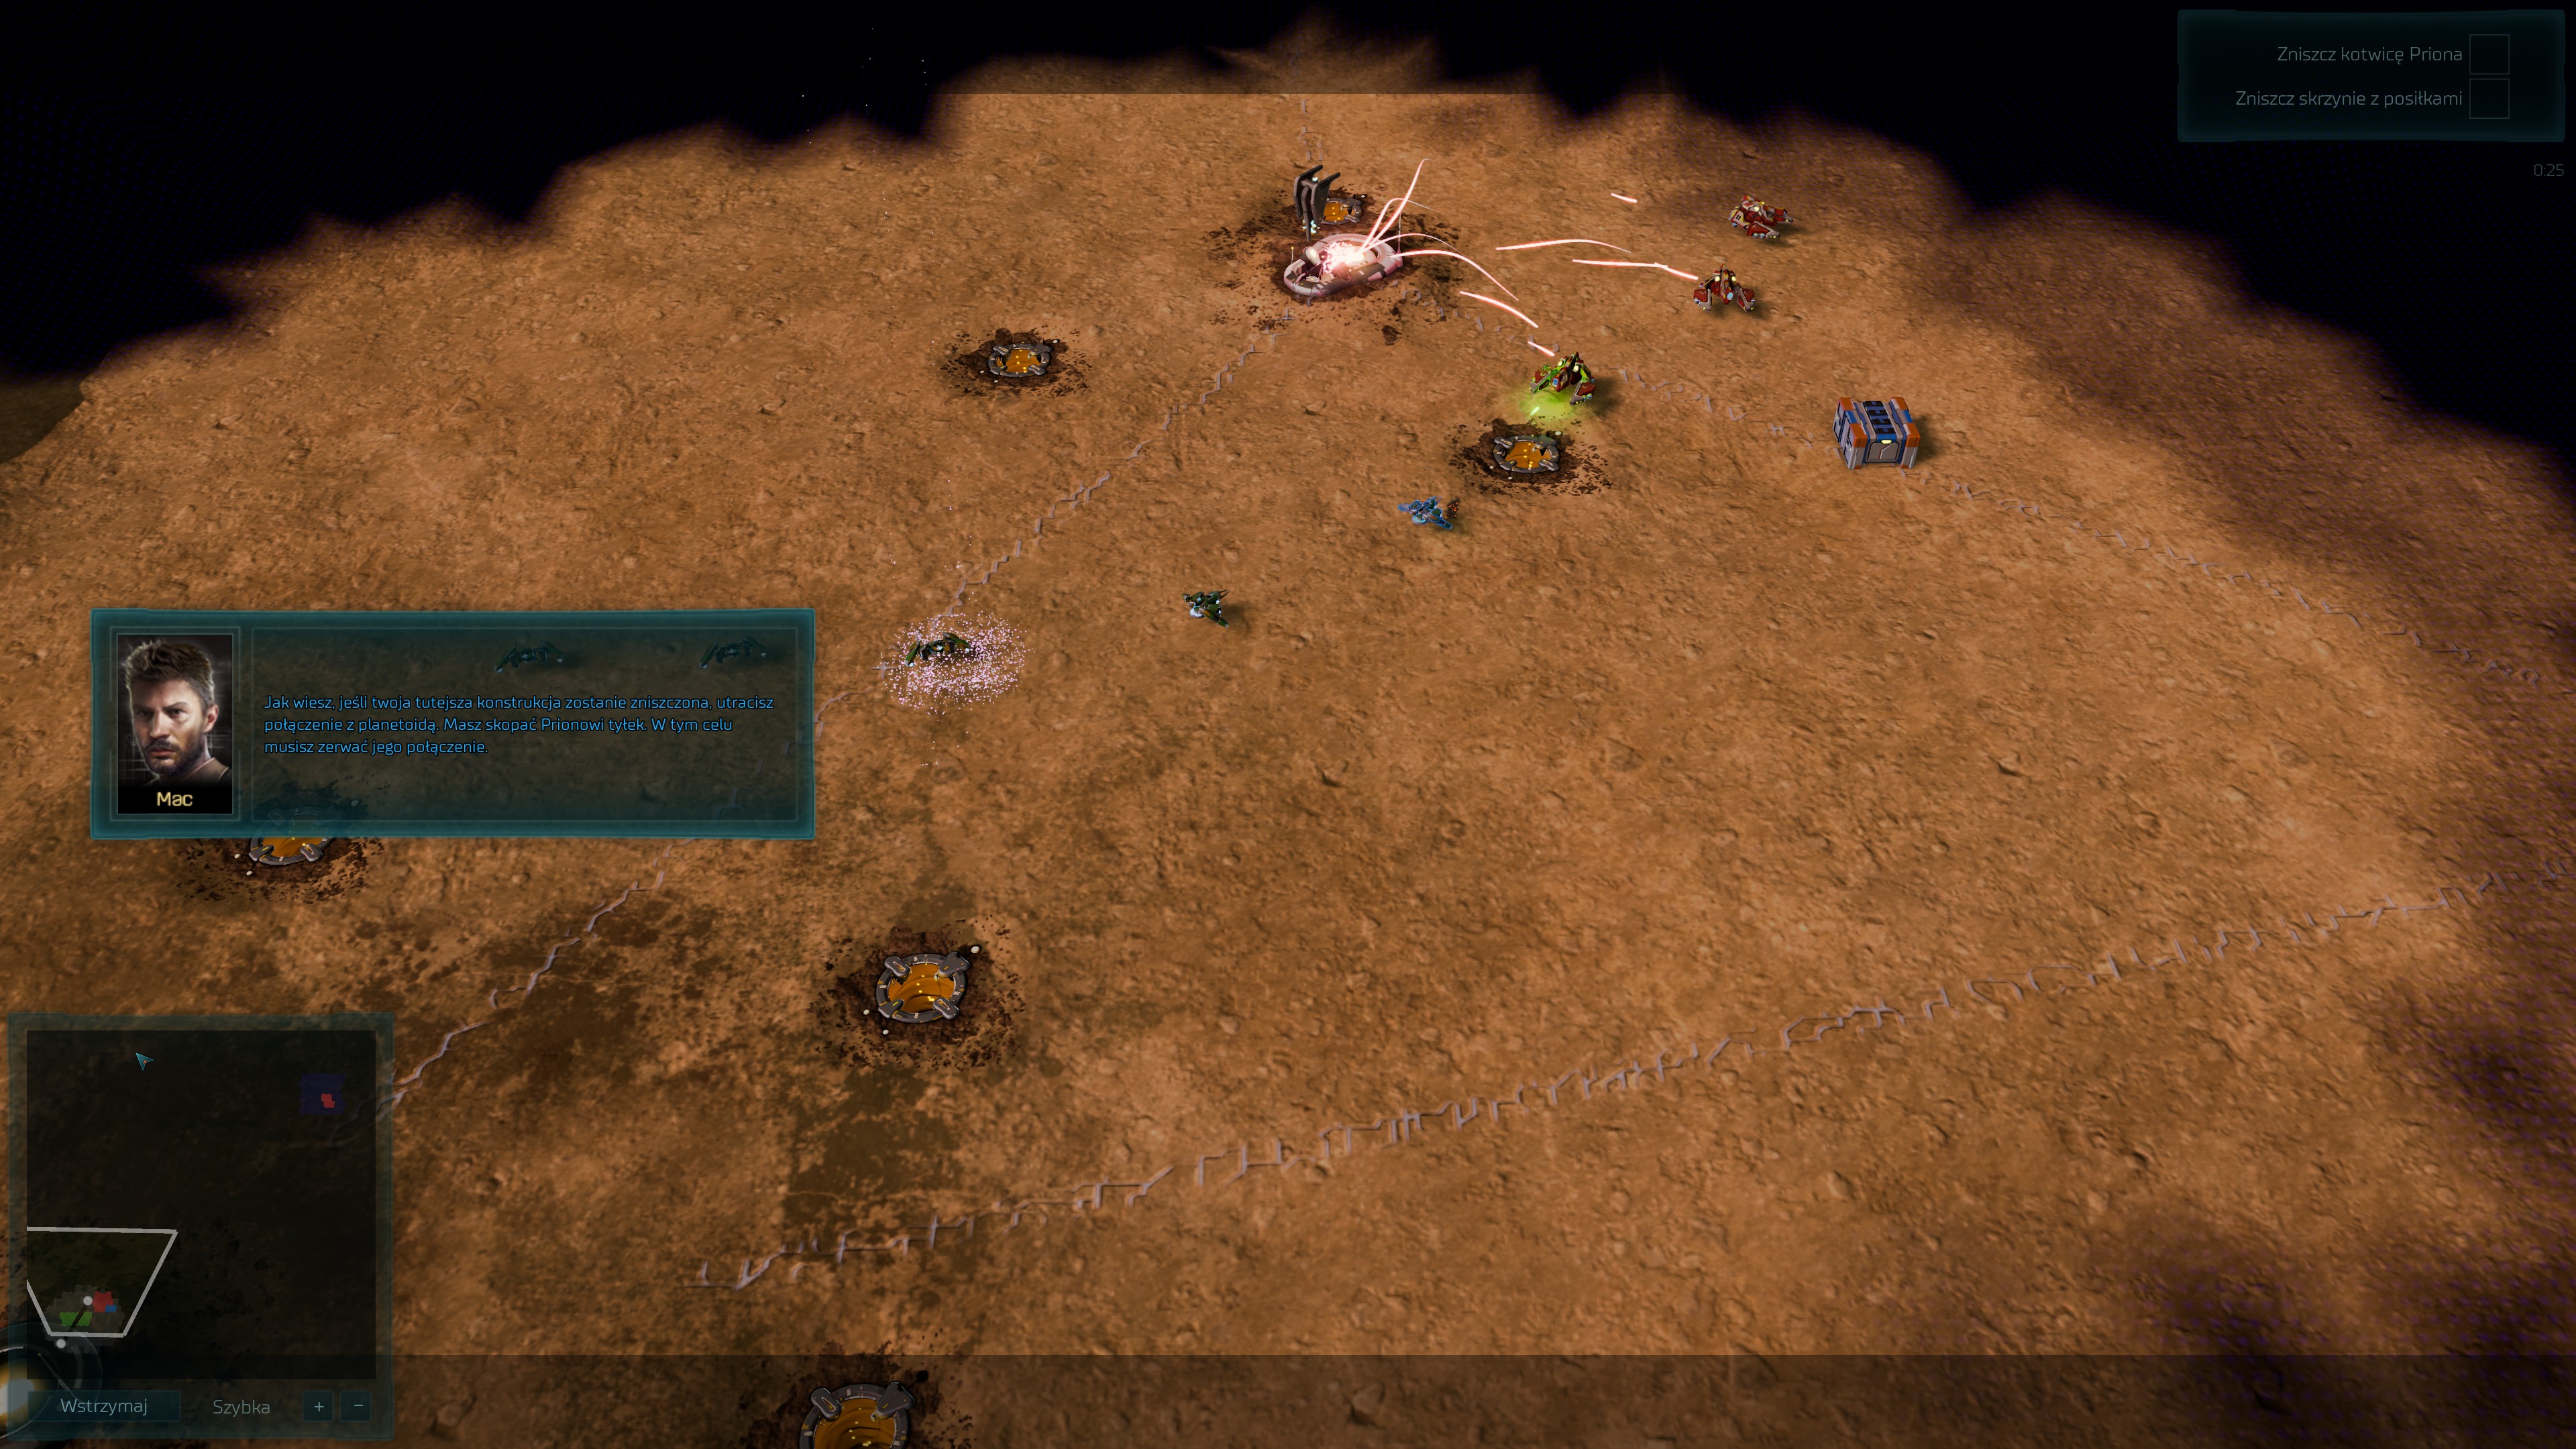 Zniszcz kotwicę Priona
Zniszcz skrzynie z posiłkami
0:25
Jak wiesz, jeśli twoja tutejsza konstrukcja zostanie zniszczona, utracisz
połączenie z planetoidą. Masz skopać Prionowi tyłek. W tym celu
musisz zerwać jego połączenie.
Mac
Wstrzymaj
Szybka
+
-